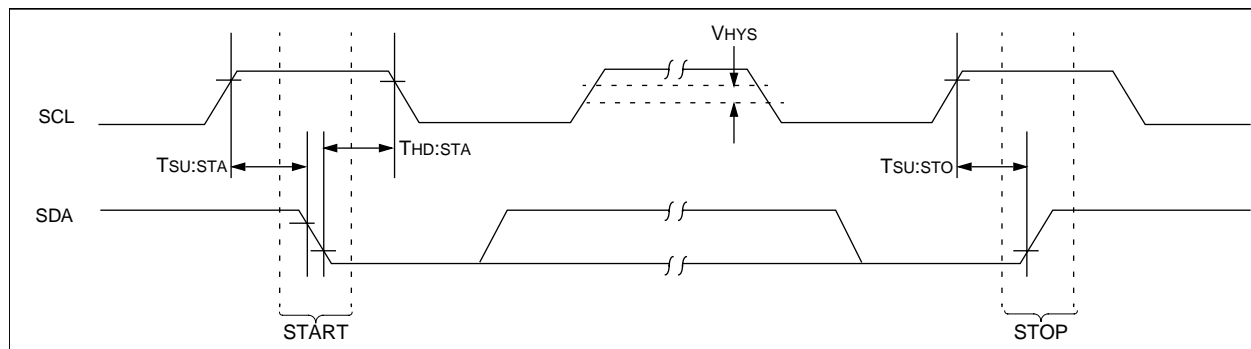 VHYS
SCL
TSU:STA
THD:STA
TSU:STO
SDA
START
STOP